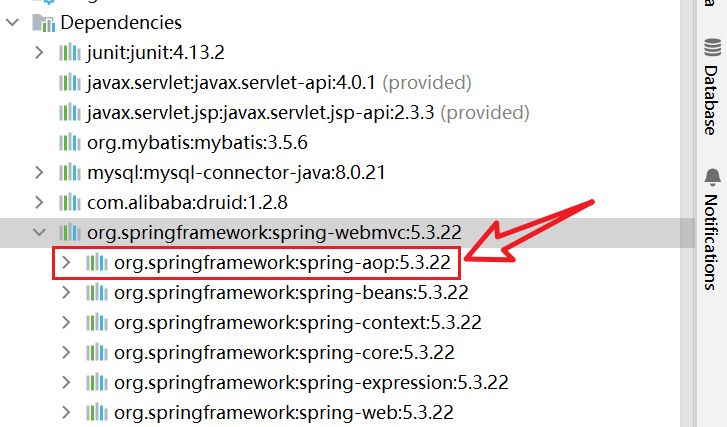 Dependencies
junit:junit:4.13.2
javax.servlet:javax.servlet-api:4.0.1 (provided)
javax.servlet.jsp:javax.servlet.jsp-api:2.3.3 (provided)
org.mybatis:mybatis:3.5.6
mysql:mysql-connector-java:8.0.21
com.alibaba:druid:1.2.8
org.springframework:spring-webmvc:5.3.22
org.springframework:spring-aop:5.3.22
org.springframework:spring-beans:5.3.22
org.springframework:spring-context:5.3.22
org.springframework:spring-core:5.3.22
org.springframework:spring-expression:5.3.22
org.springframework:spring-web:5.3.22
Database
Notifications